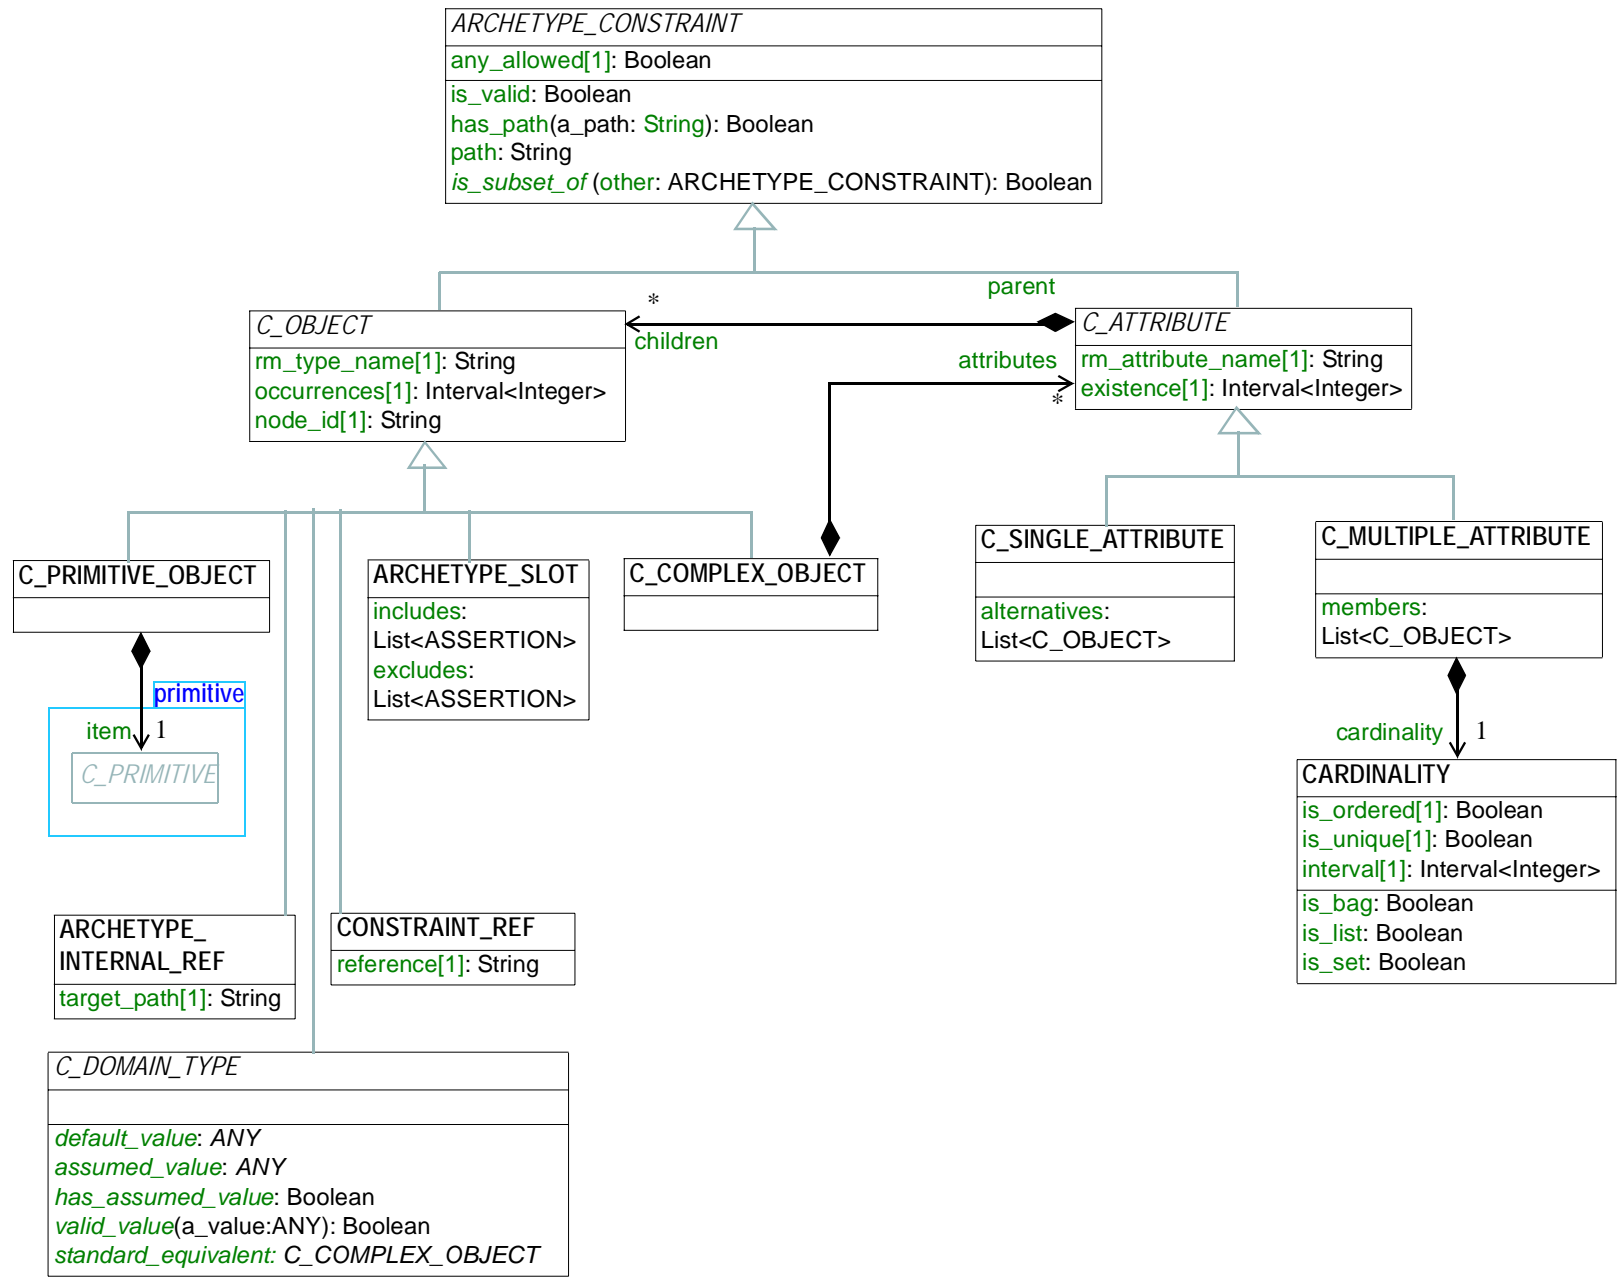 ARCHETYPE_CONSTRAINT
any_allowed[1]: Boolean
is_valid: Boolean
has_path(a_path: String): Boolean
path: String
is_subset_of (other: ARCHETYPE_CONSTRAINT): Boolean
parent
*
C_OBJECT
rm_type_name[1]: String
occurrences[1]: Interval<Integer>
node_id[1]: String
children
C_ATTRIBUTE
rm_attribute_name[1]: String
existence[1]: Interval<Integer>
attributes
*
C_PRIMITIVE_OBJECT
ARCHETYPE_SLOT
includes:
List<ASSERTION>
excludes:
List<ASSERTION>
C_COMPLEX_OBJECT
C_SINGLE_ATTRIBUTE
alternatives:
List<C_OBJECT>
C_MULTIPLE_ATTRIBUTE
members:
List<C_OBJECT>
primitive
item 1
C_PRIMITIVE
cardinality 1
CARDINALITY
is_ordered[1]: Boolean
is_unique[1]: Boolean
interval[1]: Interval<Integer>
is_bag: Boolean
is_list: Boolean
is_set: Boolean
ARCHETYPE_
INTERNAL_REF
target_path[1]: String
CONSTRAINT_REF
reference[1]: String
C_DOMAIN_TYPE
default_value: ANY
assumed_value: ANY
has_assumed_value: Boolean
valid_value(a_value:ANY): Boolean
standard_equivalent: C_COMPLEX_OBJECT